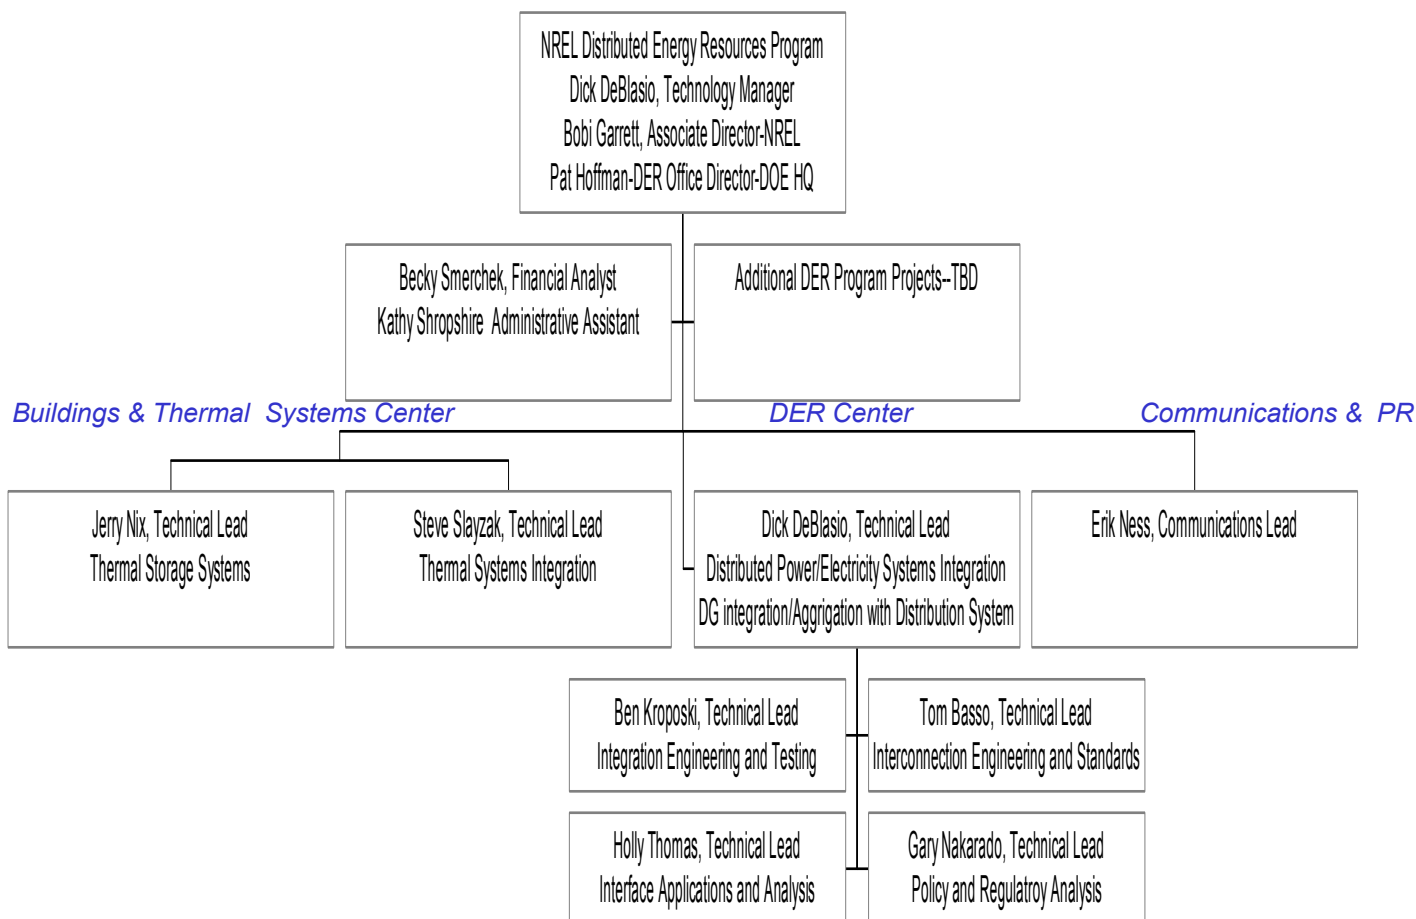 NREL Distributed Energy Resources Program
Dick DeBlasio, Technology Manager
Bobi Garrett, Associate Director-NREL
Pat Hoffman-DER Office Director-DOE HQ
Becky Smerchek, Financial Analyst
Kathy Shropshire Administrative Assistant
Additional DER Program Projects--TBD
Buildings & Thermal Systems Center
DER Center
Communications & PR
Jerry Nix, Technical Lead
Thermal Storage Systems
Steve Slayzak, Technical Lead
Thermal Systems Integration
Dick DeBlasio, Technical Lead
Distributed Power/Electricity Systems Integration
DG integration/Aggrigation with Distribution System
Erik Ness, Communications Lead
Ben Kroposki, Technical Lead
Integration Engineering and Testing
Tom Basso, Technical Lead
Interconnection Engineering and Standards
Holly Thomas, Technical Lead
Interface Applications and Analysis
Gary Nakarado, Technical Lead
Policy and Regulatroy Analysis